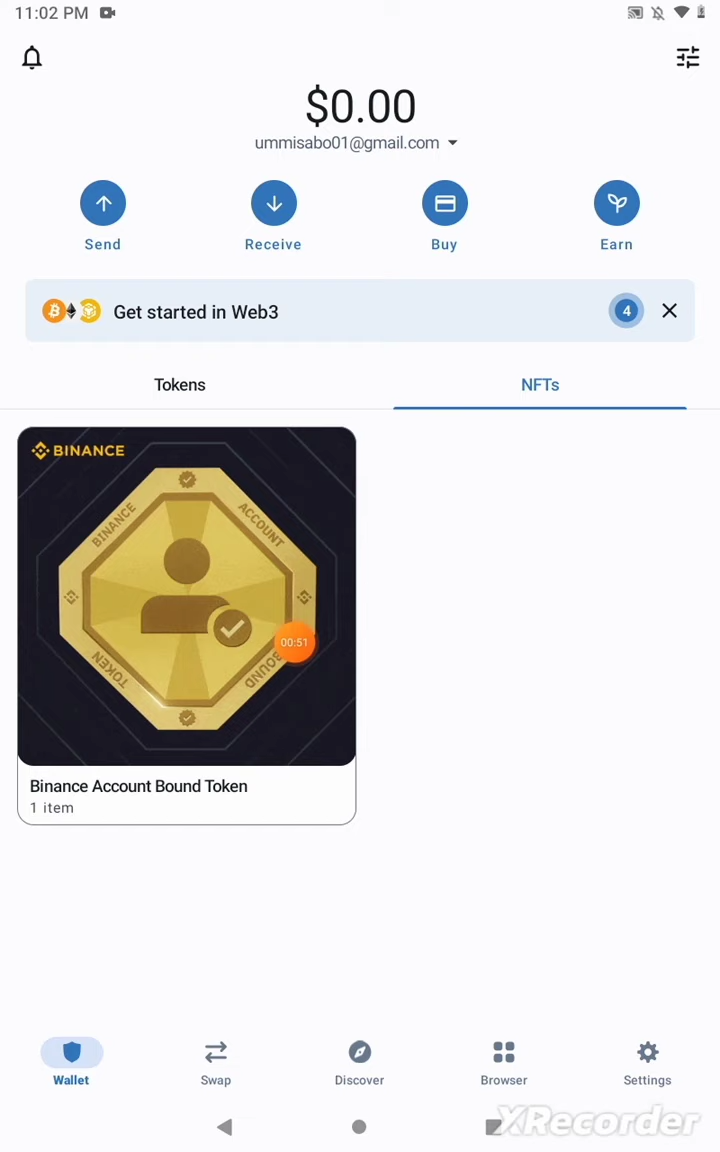 11:02 PM
$0.00
ummisabo01@gmail.com
Send
Receive
Buy
Earn
Get started in Web3
4
Tokens
NFTs
BINANCE
BINANCE
ACCOUNT
BOUND
TOKEN
00:51
Binance Account Bound Token
1 item
Wallet
Swap
Discover
Browser
Settings
XRecorder